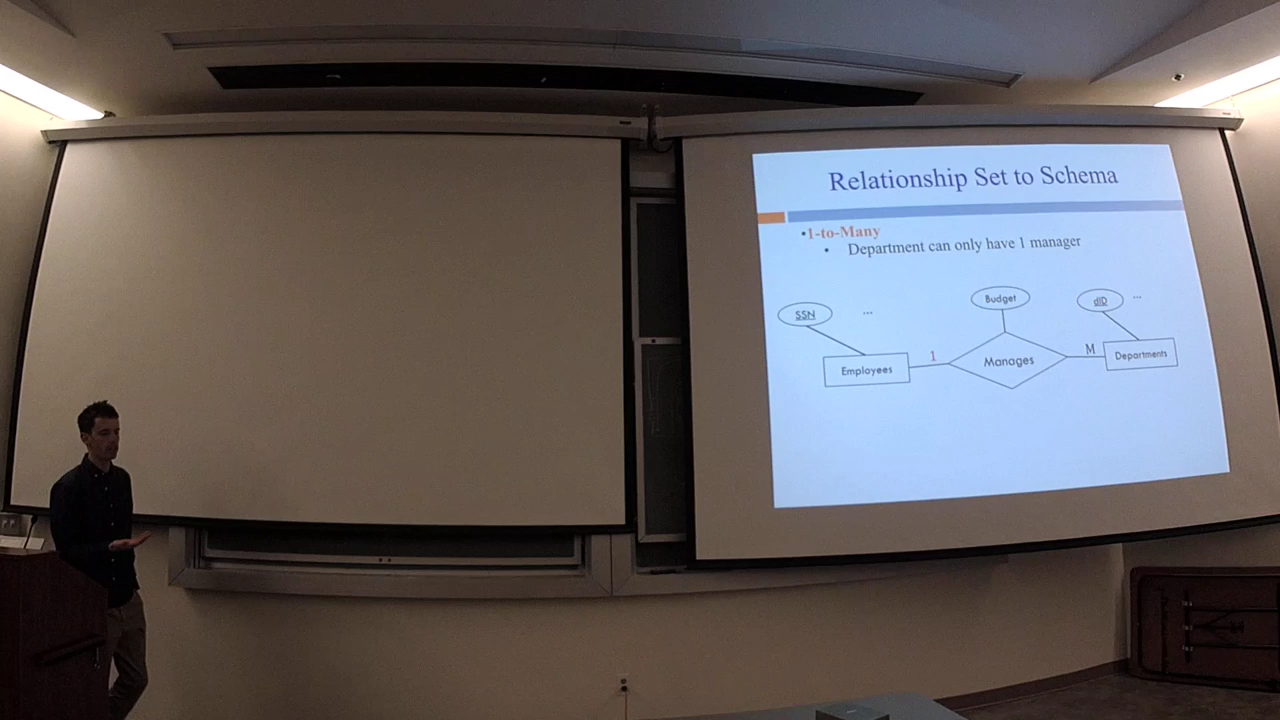 Relationship Set to Schema
•1-to-Many
• Department can only have 1 manager
Budget
dID
...
SSN
...
1
Manages
M
Departments
Employees